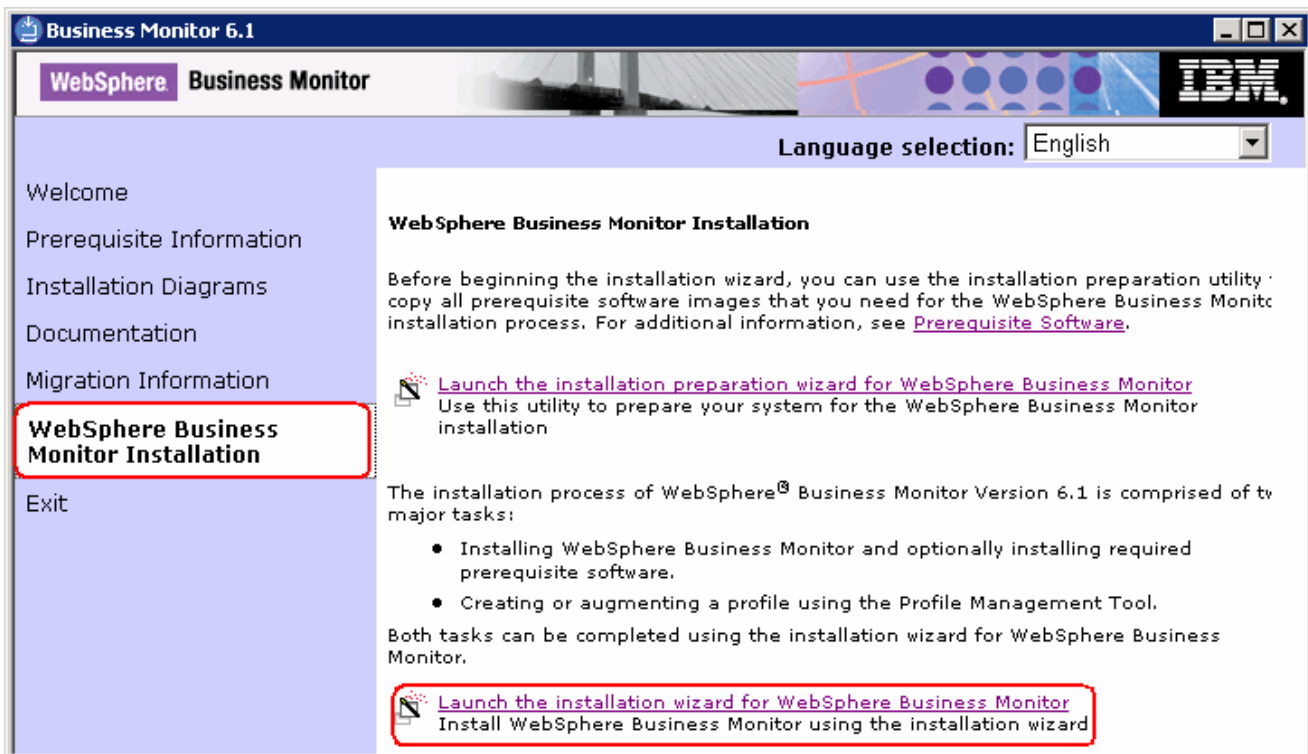 Business Monitor 6.1
WebSphere. Business Monitor
IBM.
Language selection: English
Welcome
Prerequisite Information
Installation Diagrams
Documentation
Migration Information
WebSphere Business
Monitor Installation
Exit
WebSphere Business Monitor Installation
Before beginning the installation wizard, you can use the installation preparation utility
copy all prerequisite software images that you need for the WebSphere Business
installation process. For additional information, see Prerequisite Software.
Launch the installation preparation wizard for WebSphere Business Monitor
Use this utility to prepare your system for the WebSphere Business Monitor
installation
The installation process of WebSphere® Business Monitor Version 6.1 is comprised of
major tasks:
• Installing WebSphere Business Monitor and optionally installing required
prerequisite software.
• Creating or augmenting a profile using the Profile Management Tool.
Both tasks can be completed using the installation wizard for WebSphere Business
Monitor.
Launch the installation wizard for WebSphere Business Monitor
Install WebSphere Business Monitor using the installation wizard